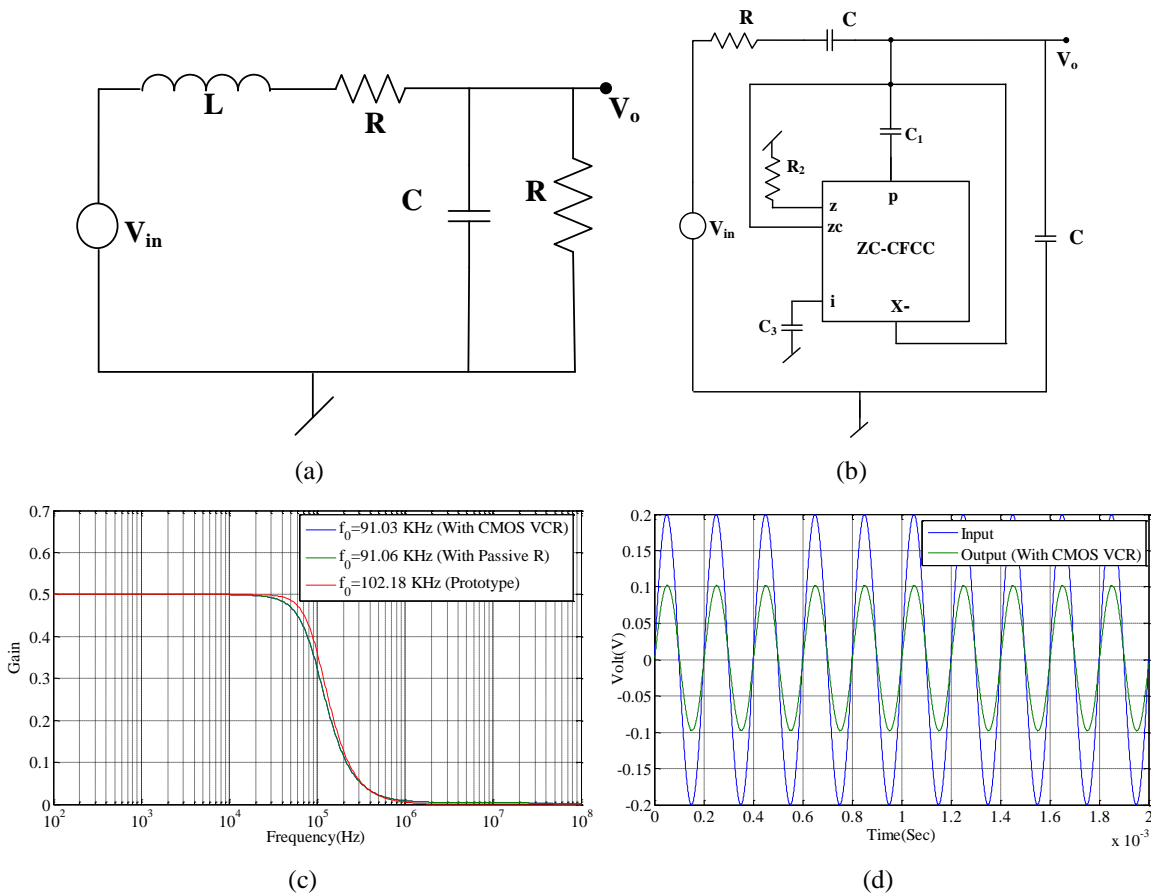 L
R
C
R
V_o
V_in
(a)
R
C
V_o
C_1
R_2
p
z
zc
ZC-CFCC
V_in
C
i
X-
C_3
(b)
0.7
0.6
0.5
0.4
0.3
0.2
0.1
0
Gain
f_0=91.03 KHz (With CMOS VCR)
f_0=91.06 KHz (With Passive R)
f_0=102.18 KHz (Prototype)
10^2 10^3 10^4 10^5 10^6 10^7 10^8
Frequency(Hz)
(c)
0.2
0.15
0.1
0.05
0
-0.05
-0.1
-0.15
-0.2
Volt(V)
Input
Output (With CMOS VCR)
0 0.2 0.4 0.6 0.8 1 1.2 1.4 1.6 1.8 2
Time(Sec)
x 10^-3
(d)